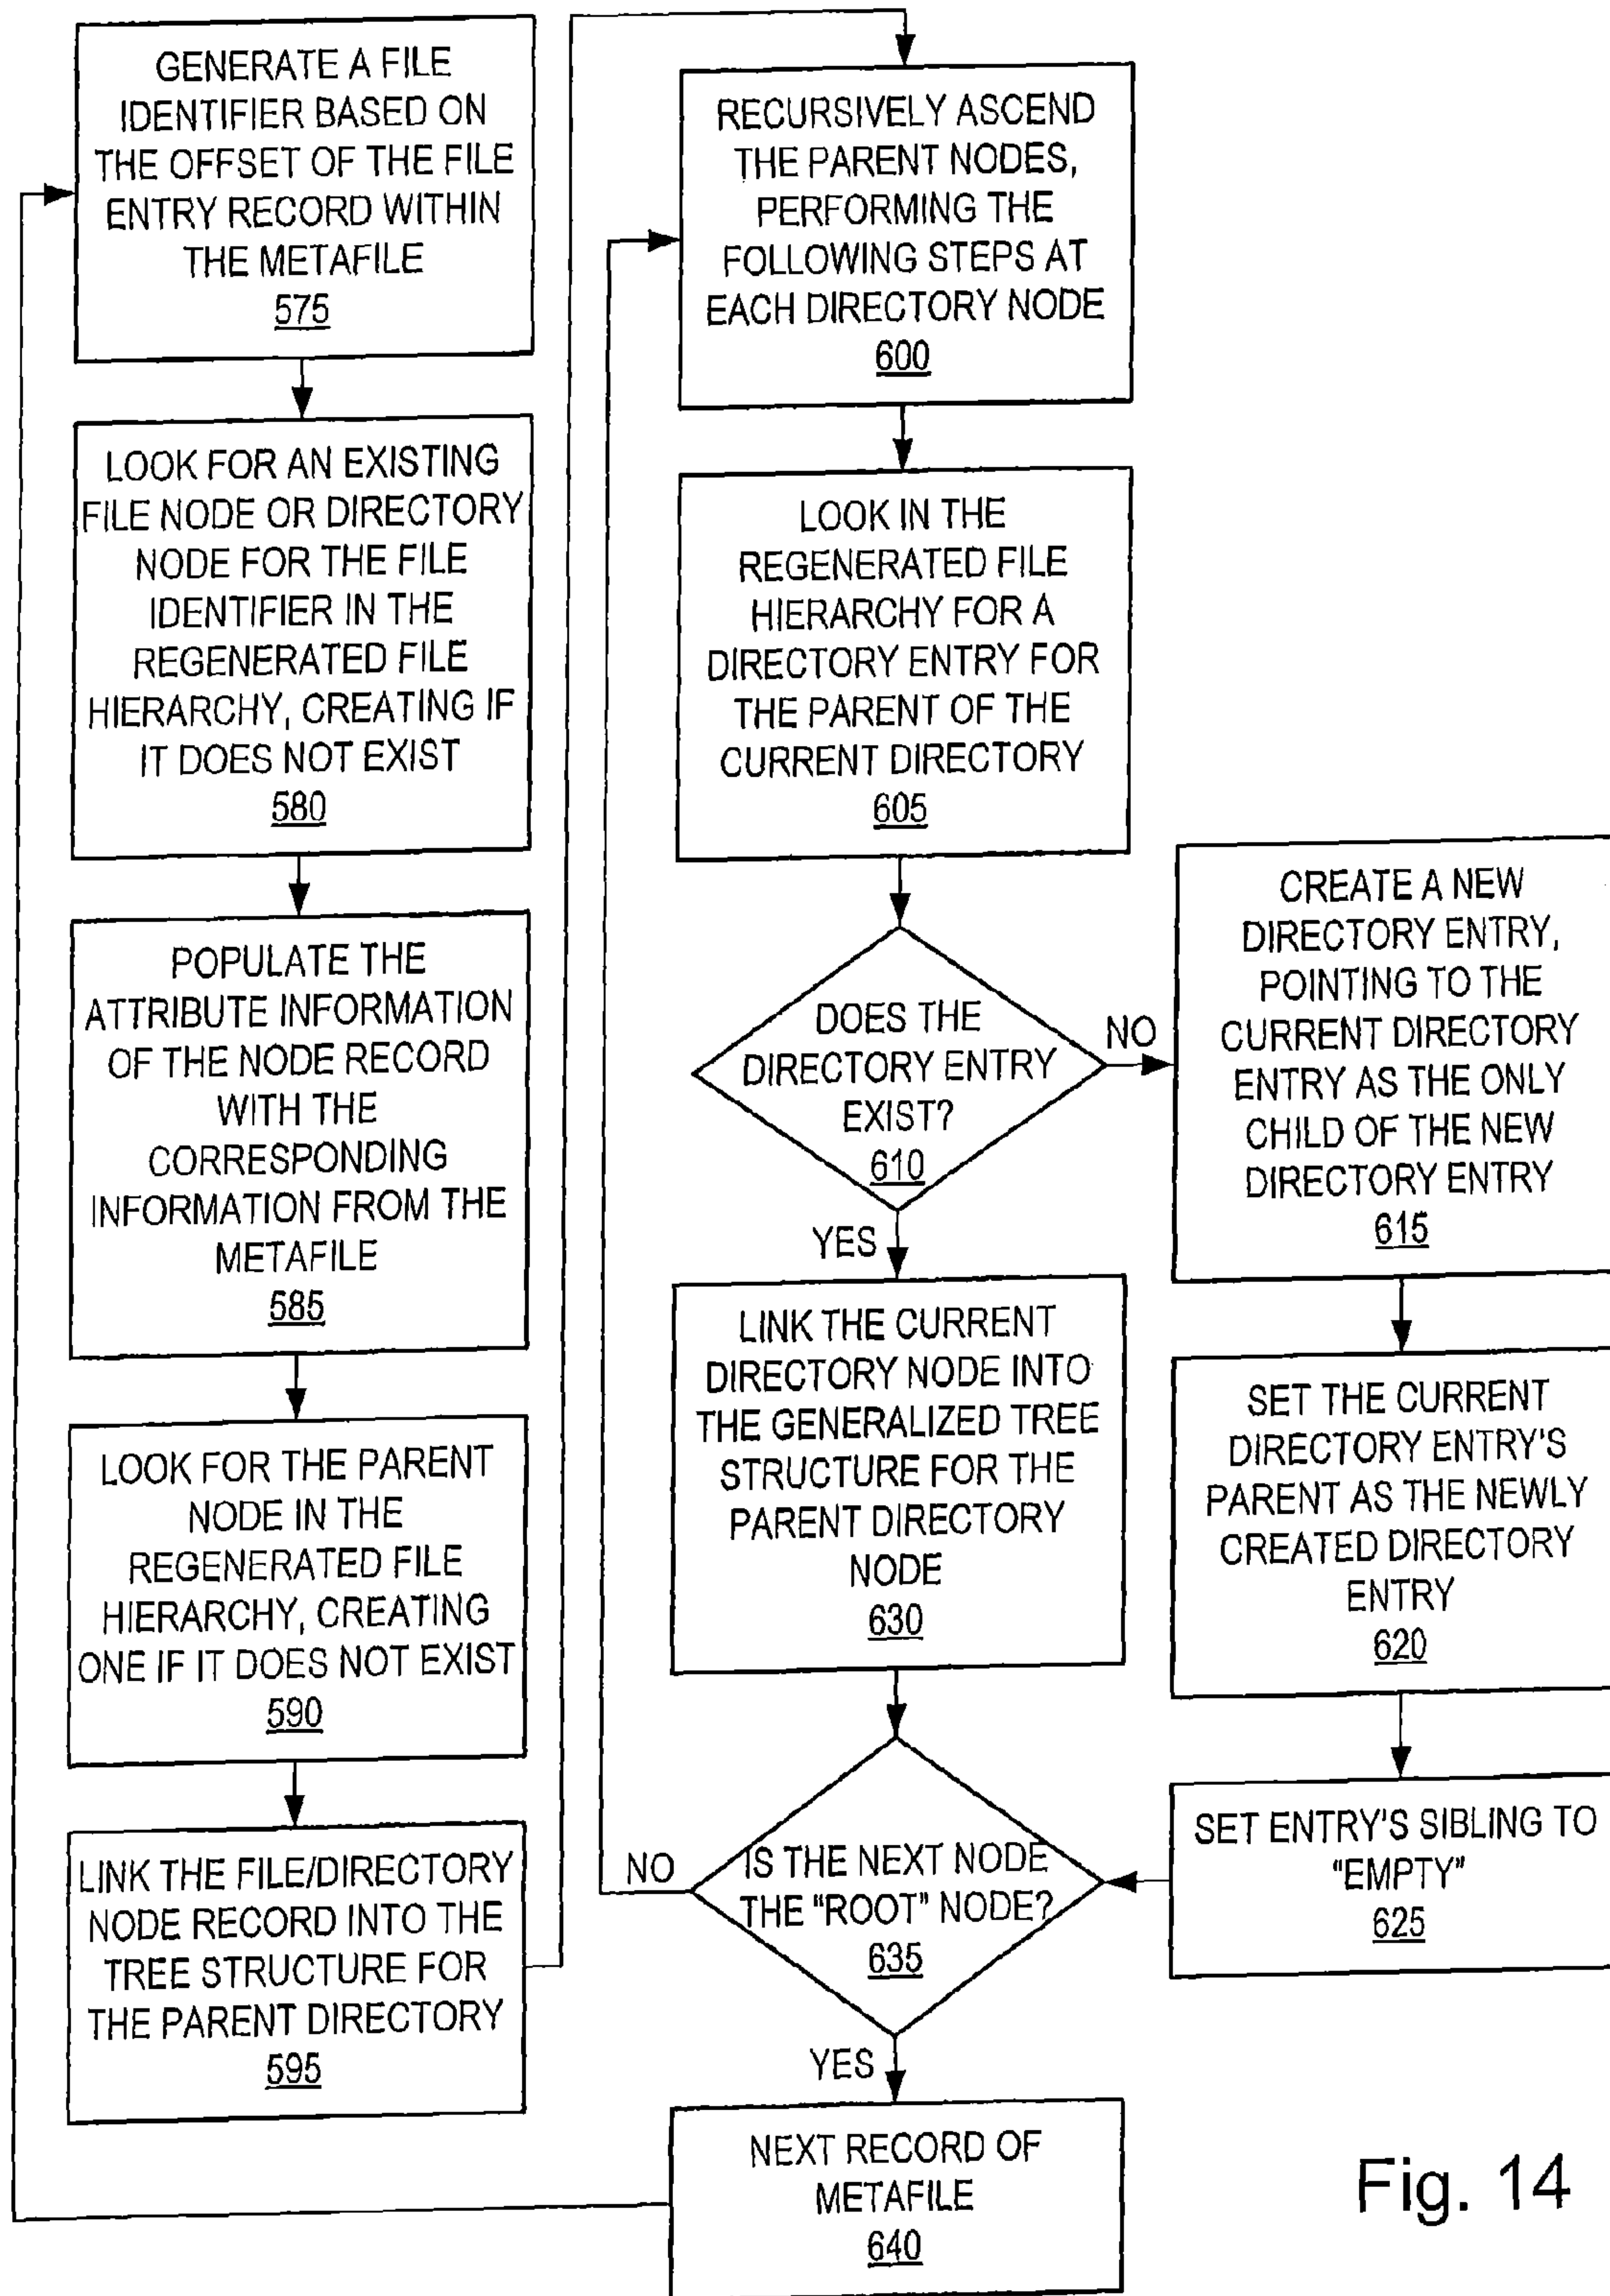 GENERATE A FILE
IDENTIFIER BASED ON
THE OFFSET OF THE FILE
ENTRY RECORD WITHIN
THE METAFILE
575
LOOK FOR AN EXISTING
FILE NODE OR DIRECTORY
NODE FOR THE FILE
IDENTIFIER IN THE
REGENERATED FILE
HIERARCHY, CREATING IF
IT DOES NOT EXIST
580
POPULATE THE
ATTRIBUTE INFORMATION
OF THE NODE RECORD
WITH THE
CORRESPONDING
INFORMATION FROM THE
METAFILE
585
LOOK FOR THE PARENT
NODE IN THE
REGENERATED FILE
HIERARCHY, CREATING
ONE IF IT DOES NOT EXIST
590
LINK THE FILE/DIRECTORY
NODE RECORD INTO THE
TREE STRUCTURE FOR
THE PARENT DIRECTORY
595
RECURSIVELY ASCEND
THE PARENT NODES,
PERFORMING THE
FOLLOWING STEPS AT
EACH DIRECTORY NODE
600
LOOK IN THE
REGENERATED FILE
HIERARCHY FOR A
DIRECTORY ENTRY FOR
THE PARENT OF THE
CURRENT DIRECTORY
605
DOES THE
DIRECTORY ENTRY
EXIST?
610
NO
YES
CREATE A NEW
DIRECTORY ENTRY,
POINTING TO THE
CURRENT DIRECTORY
ENTRY AS THE ONLY
CHILD OF THE NEW
DIRECTORY ENTRY
615
SET THE CURRENT
DIRECTORY ENTRY'S
PARENT AS THE NEWLY
CREATED DIRECTORY
ENTRY
620
SET ENTRY'S SIBLING TO
"EMPTY"
625
LINK THE CURRENT
DIRECTORY NODE INTO
THE GENERALIZED TREE
STRUCTURE FOR THE
PARENT DIRECTORY
NODE
630
IS THE NEXT NODE
THE "ROOT" NODE?
635
NO
YES
NEXT RECORD OF
METAFILE
640
Fig. 14